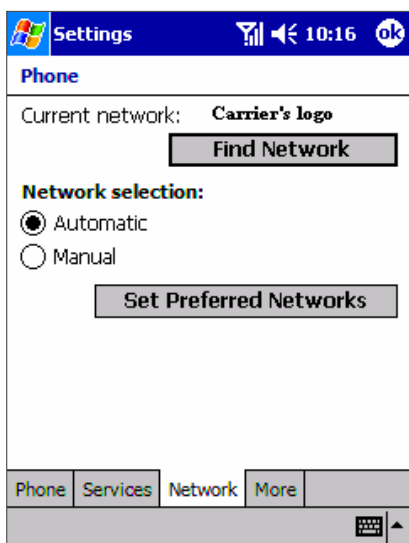 Settings 10:16 ok
Phone
Current network: Carrier's logo
Find Network
Network selection:
Automatic
Manual
Set Preferred Networks
Phone Services Network More